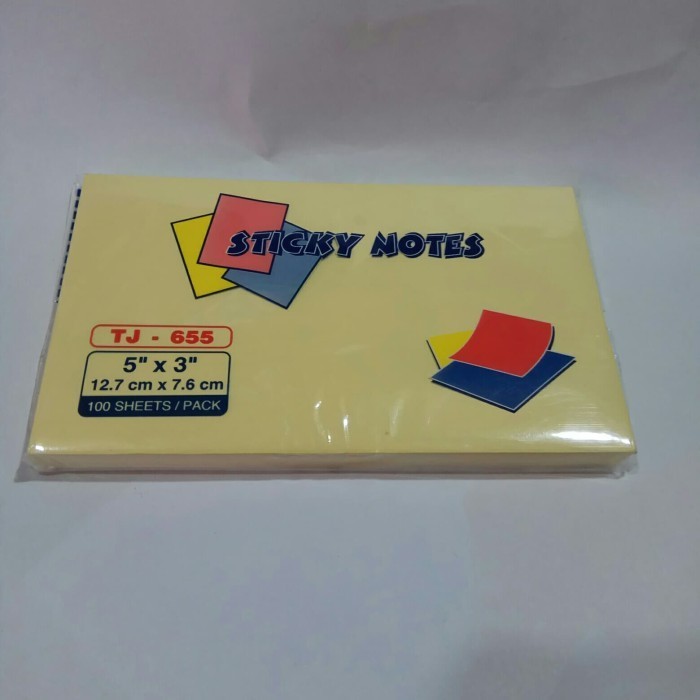 STICKY NOTES
TJ - 655
5" x 3"
12.7 cm x 7.6 cm
100 SHEETS / PACK